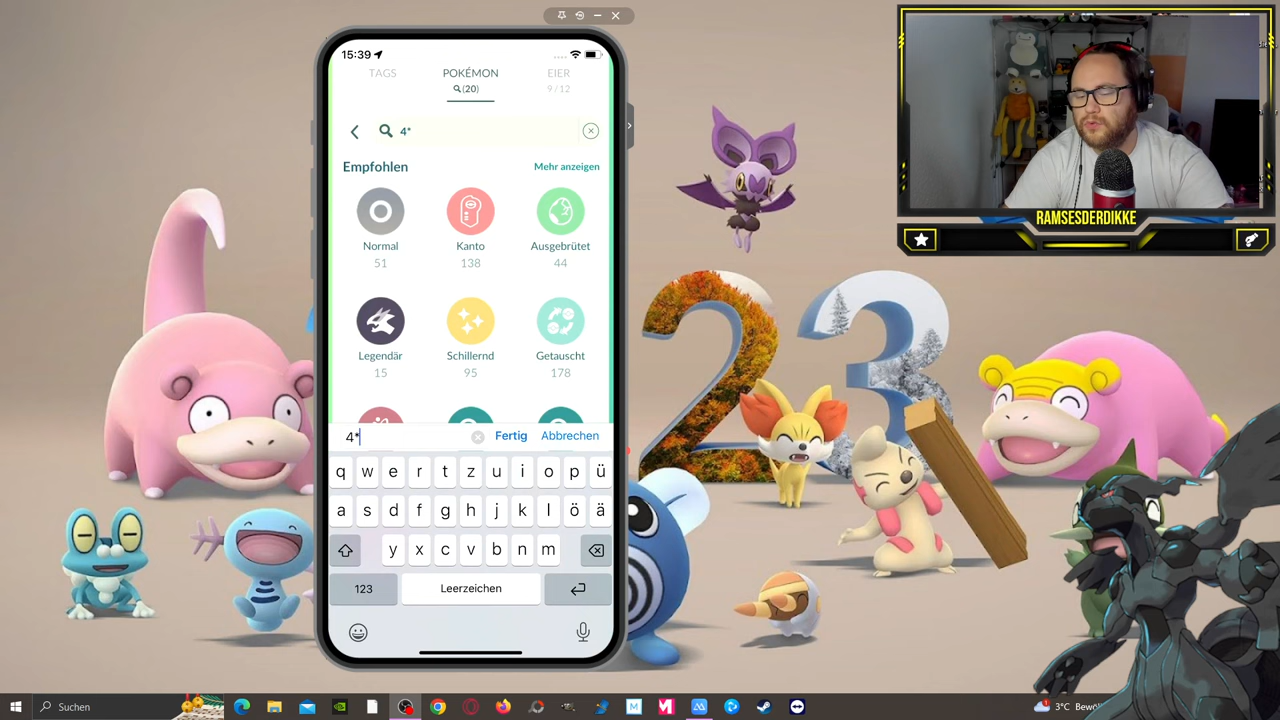 15:39
TAGS
POKÉMON
EIER
(20)
9 / 12
4*
Empfohlen
Mehr anzeigen
Normal
Kanto
Ausgebrütet
51
138
44
Legendär
Schillernd
Getauscht
15
95
178
4*
Fertig
Abbrechen
q w e r t z u i o p ü
a s d f g h j k l ö ä
y x c v b n m
123
Leerzeichen
RAMSESDERDIKKE
23
Suchen
3°C